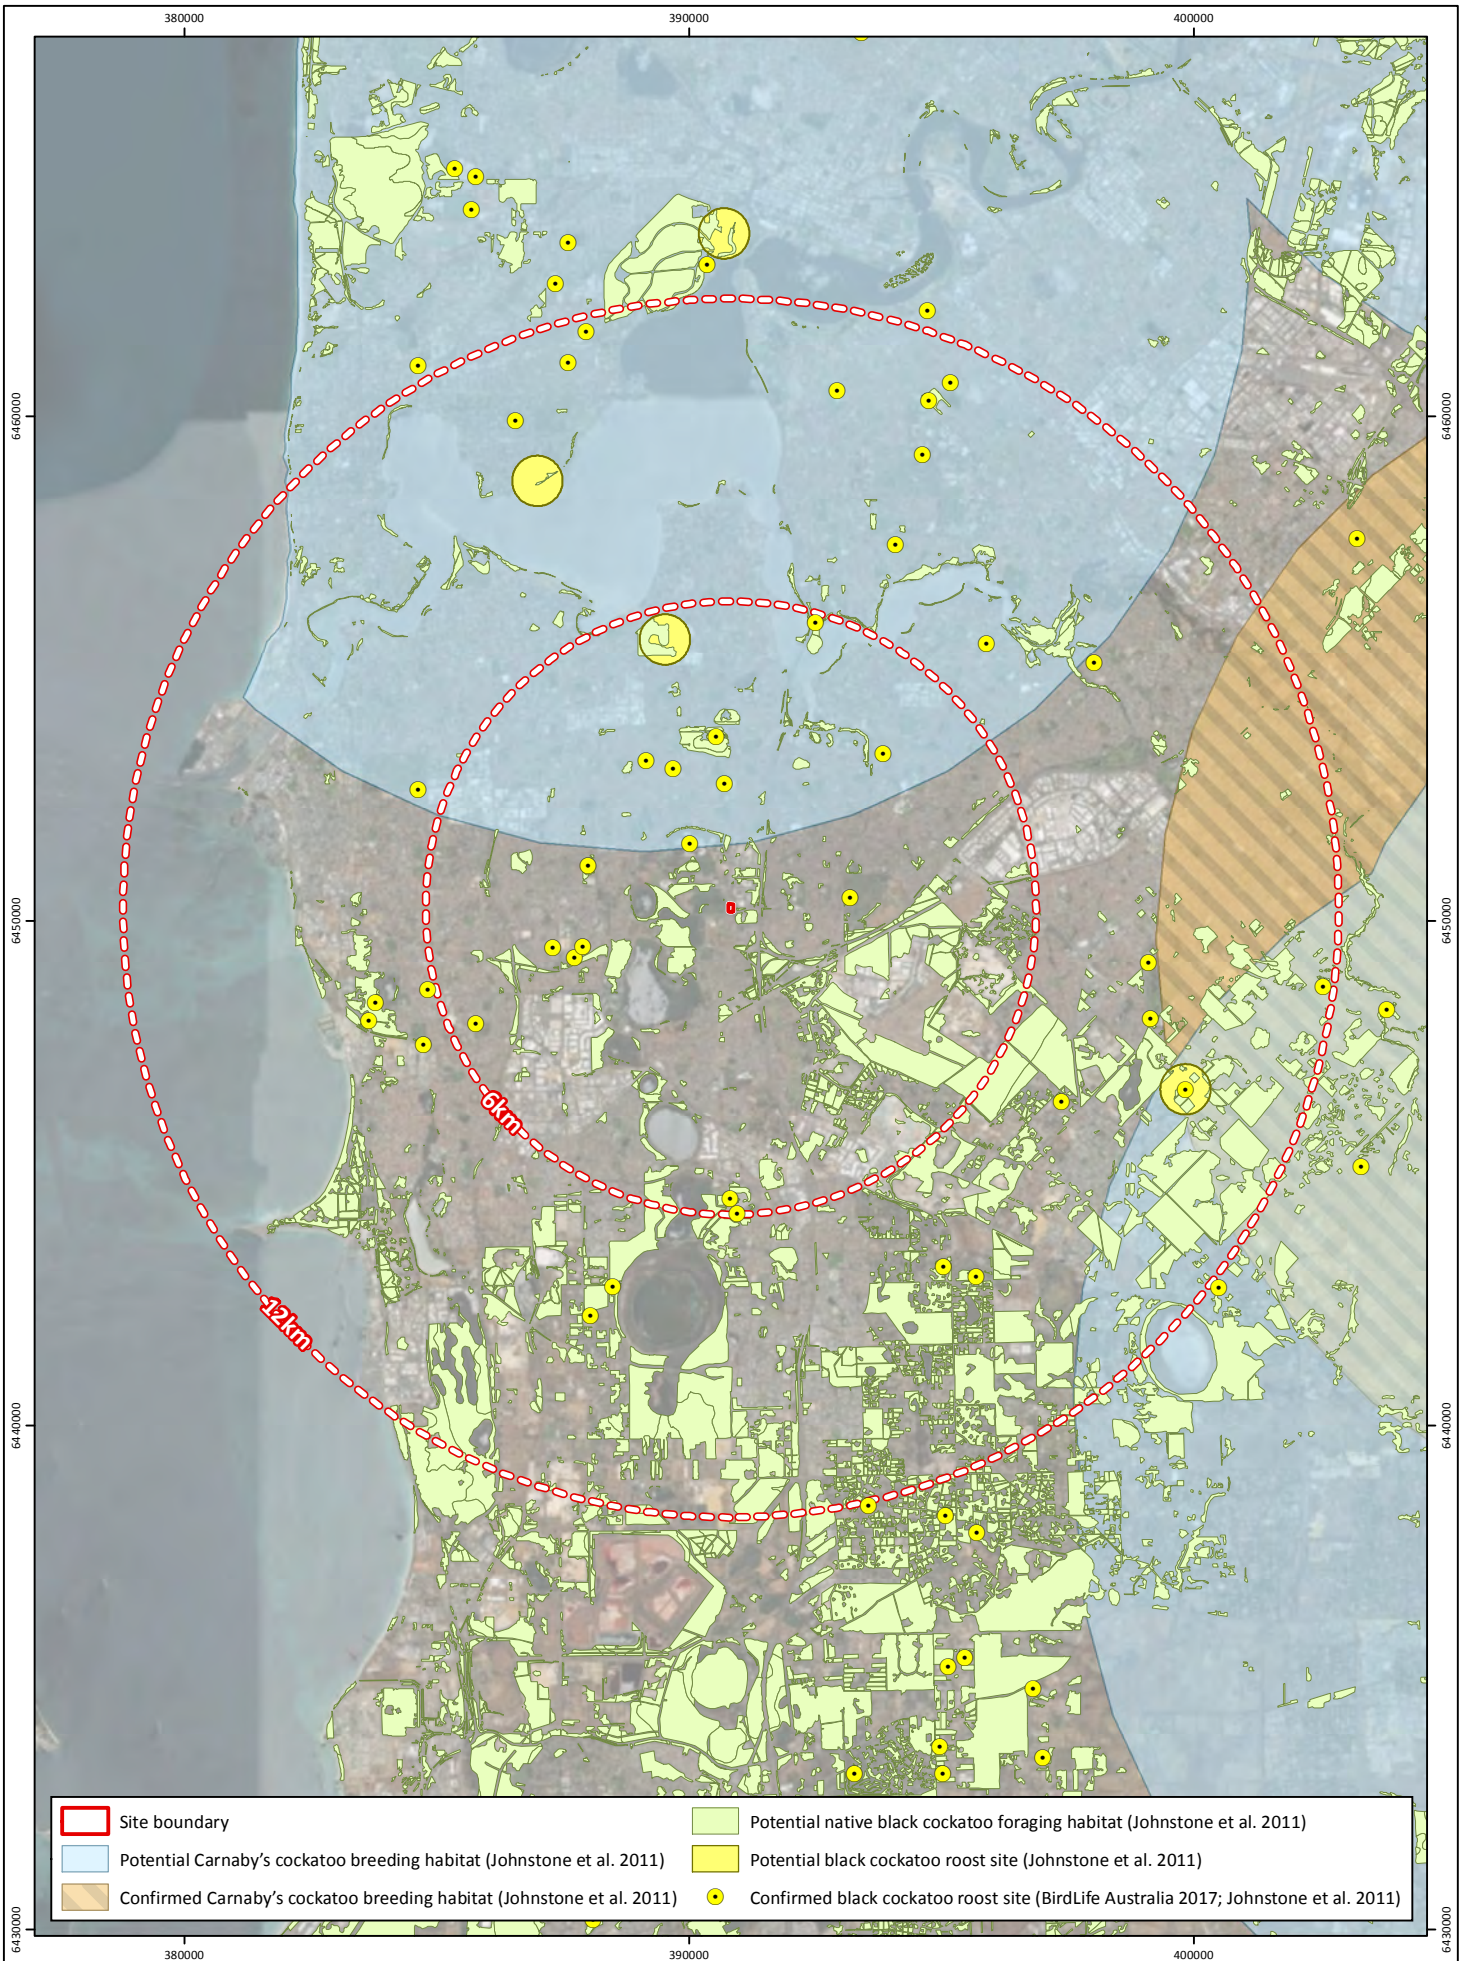 380000
390000
400000
6460000
6460000
6450000
6450000
6km
12km
6440000
6440000
Site boundary
Potential native black cockatoo foraging habitat (Johnstone et al. 2011)
Potential Carnaby's cockatoo breeding habitat (Johnstone et al. 2011)
Potential black cockatoo roost site (Johnstone et al. 2011)
Confirmed Carnaby's cockatoo breeding habitat (Johnstone et al. 2011)
Confirmed black cockatoo roost site (BirdLife Australia 2017; Johnstone et al. 2011)
6430000
6430000
380000
390000
400000